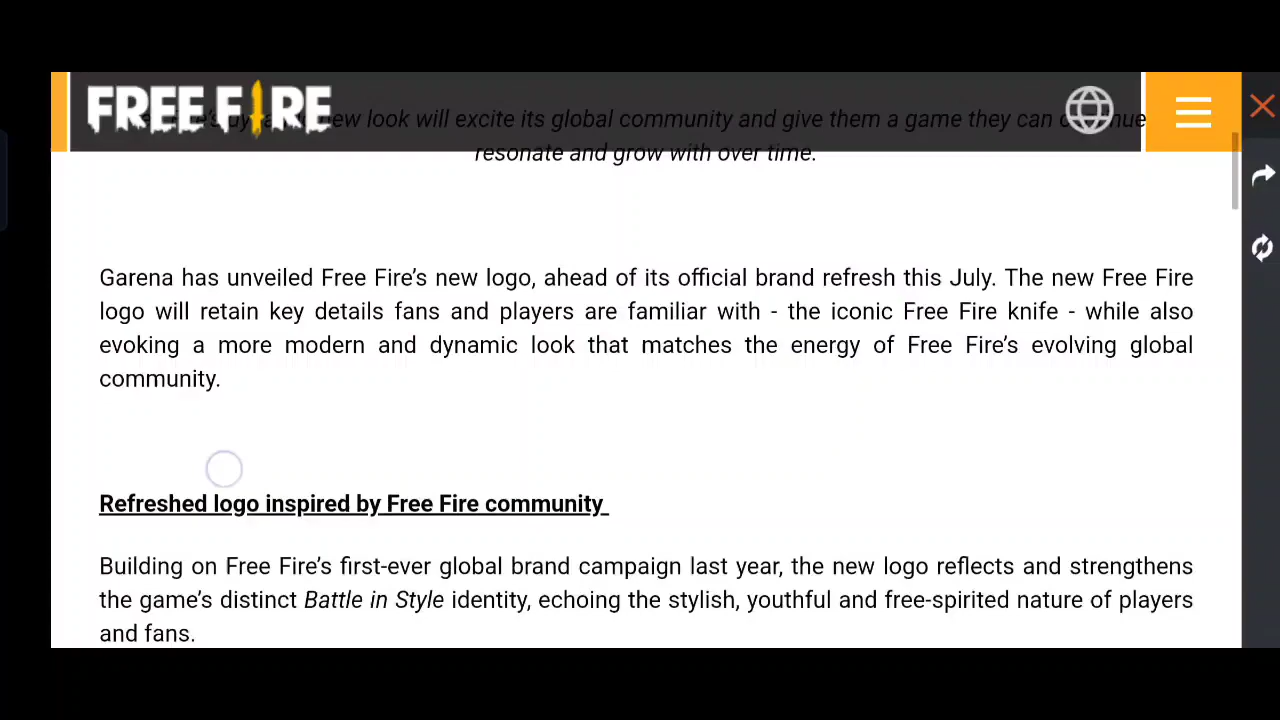 FREE FIRE
new look will excite its global community and give them a game they can
resonate and grow with over time.
Garena has unveiled Free Fire’s new logo, ahead of its official brand refresh this July. The new Free Fire
logo will retain key details fans and players are familiar with - the iconic Free Fire knife - while also
evoking a more modern and dynamic look that matches the energy of Free Fire’s evolving global
community.
Refreshed logo inspired by Free Fire community
Building on Free Fire’s first-ever global brand campaign last year, the new logo reflects and strengthens
the game’s distinct Battle in Style identity, echoing the stylish, youthful and free-spirited nature of players
and fans.